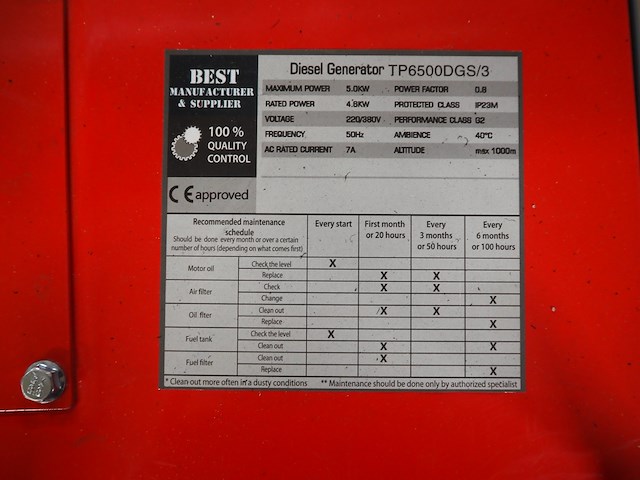 BEST
MANUFACTURER
& SUPPLIER
100 %
QUALITY
CONTROL
CE approved
Diesel Generator TP6500DGS/3
MAXIMUM POWER 5.0KW POWER FACTOR 0.8
RATED POWER 4.8KW PROTECTED CLASS IP23M
VOLTAGE 220/380V PERFORMANCE CLASS G2
FREQUENCY 50Hz AMBIENCE 40°C
AC RATED CURRENT 7A ALTITUDE max 1000m
Recommended maintenance
schedule
Should be done every month or over a certain
number of hours (depending on what comes first)
Every start
First month
or 20 hours
Every
3 months
or 50 hours
Every
6 months
or 100 hours
Motor oil Check the level X
Replace X X
Air filter Check X X
Change X
Oil filter Clean out X X
Replace X
Fuel tank Check the level X
Clean out X X
Fuel filter Clean out X
Replace X
* Clean out more often in a dusty conditions ** Maintenance should be done only by authorized specialist